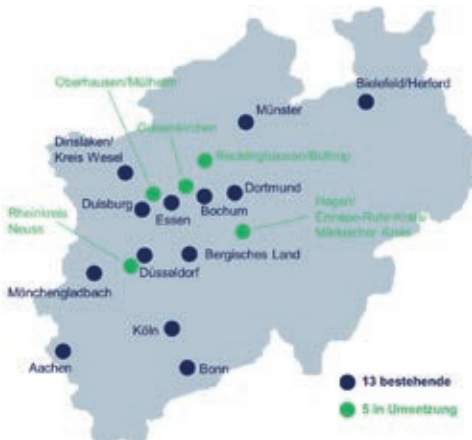 Bielefeld/Herford
Oberhausen/Mülheim
Münster
Gelsenkirchen
Dinslaken/
Kreis Wesel
Recklinghausen/Bottrop
Dortmund
Duisburg
Essen
Bochum
Hagen/
Ennepe-Ruhr-Kreis/
Märkischer Kreis
Rheinkreis
Neuss
Bergisches Land
Düsseldorf
Mönchengladbach
Köln
Aachen
Bonn
13 bestehende
5 in Umsetzung